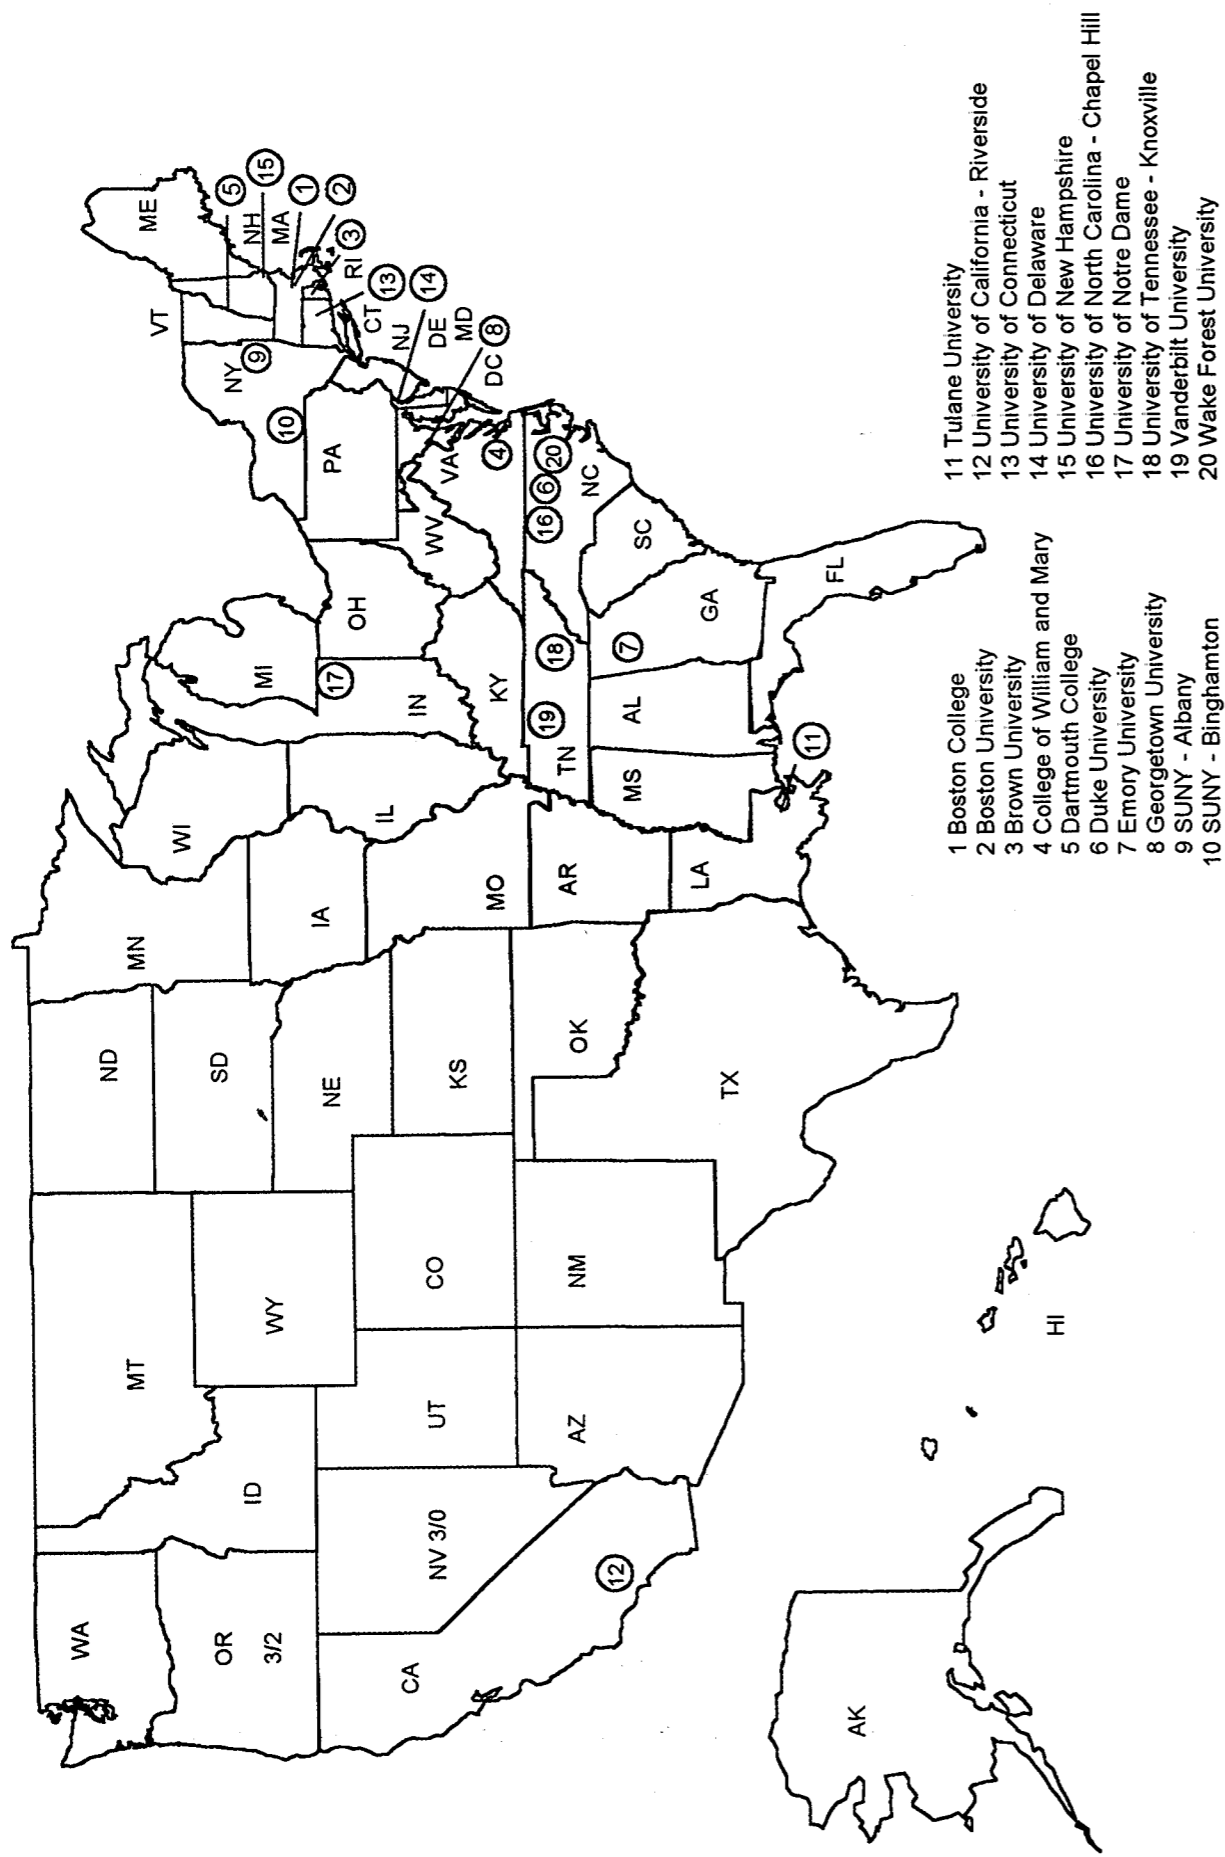 WA
MT
ND
MN
ME
VT
5
NH
15
MA
1
2
OR
3/2
ID
WY
SD
WI
MI
NY
9
3
RI
13
CT
14
NJ
DE
MD
DC
8
NE
IA
IL
17
IN
OH
PA
10
CA
NV 3/0
UT
CO
KS
MO
KY
WV
VA
4
12
AZ
NM
OK
AR
TN
19
18
16
6
20
NC
TX
LA
MS
AL
7
GA
SC
FL
11
AK
HI
1 Boston College
2 Boston University
3 Brown University
4 College of William and Mary
5 Dartmouth College
6 Duke University
7 Emory University
8 Georgetown University
9 SUNY - Albany
10 SUNY - Binghamton
11 Tulane University
12 University of California - Riverside
13 University of Connecticut
14 University of Delaware
15 University of New Hampshire
16 University of North Carolina - Chapel Hill
17 University of Notre Dame
18 University of Tennessee - Knoxville
19 Vanderbilt University
20 Wake Forest University